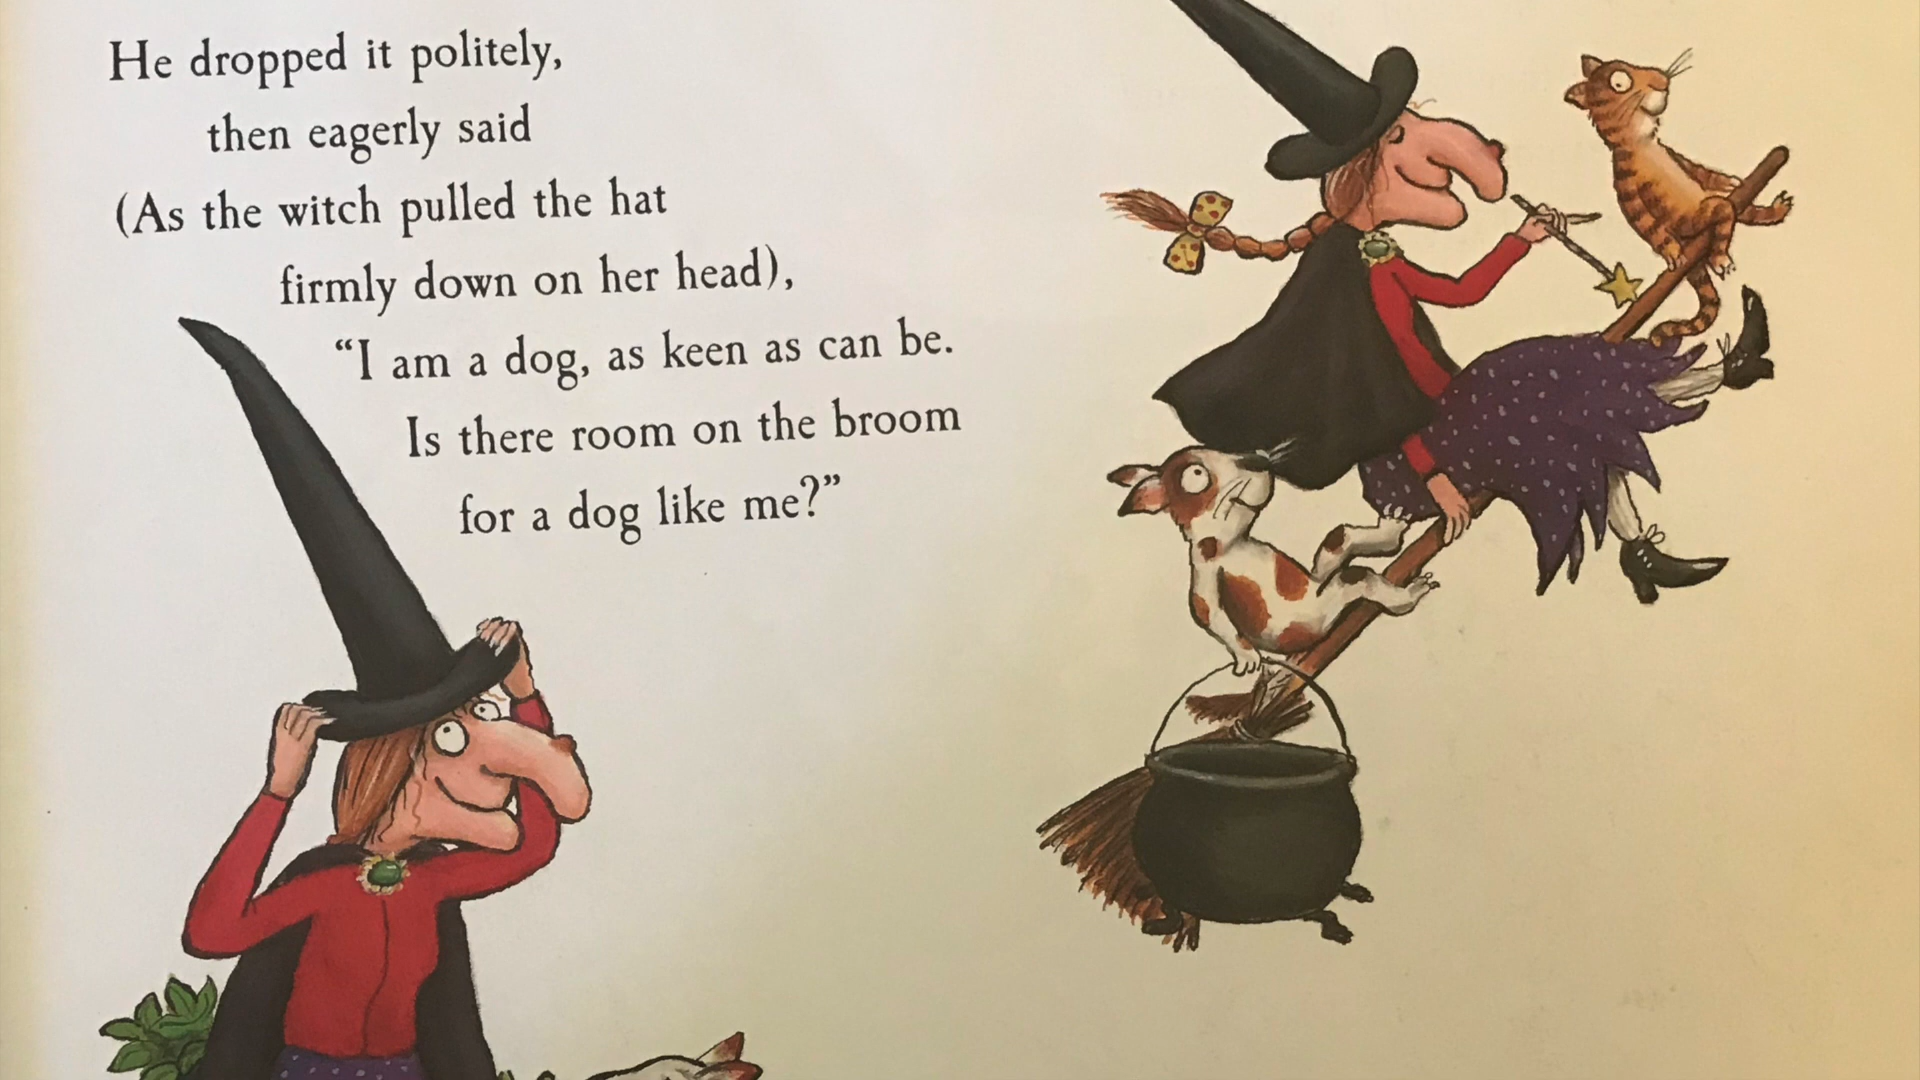 He dropped it politely,
then eagerly said
(As the witch pulled the hat
firmly down on her head),
“I am a dog, as keen as can be.
Is there room on the broom
for a dog like me?”